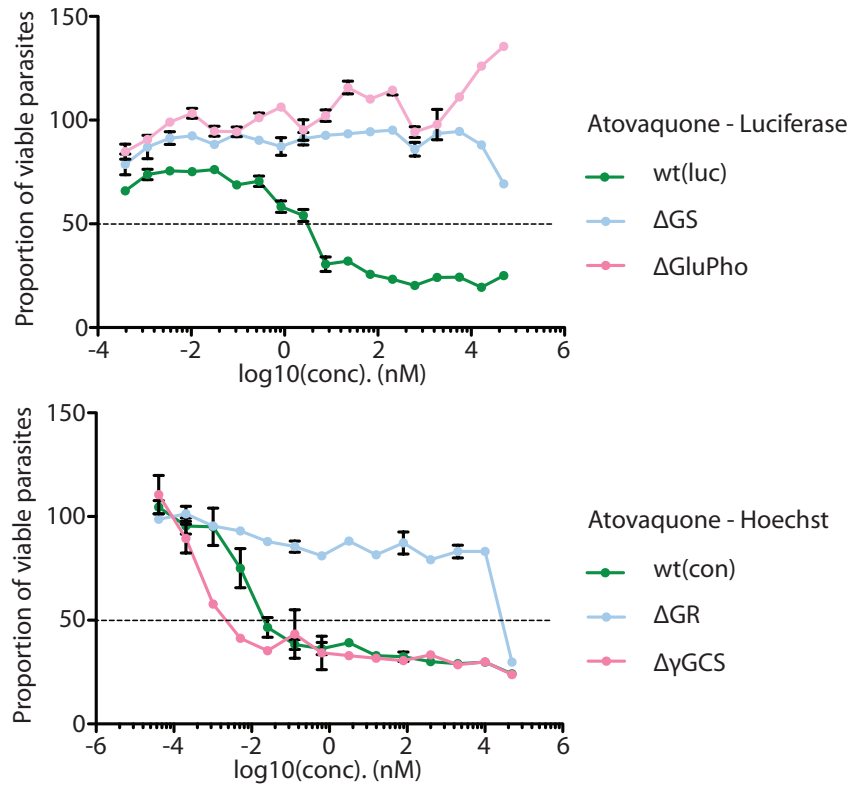 150
100
50
0
Proportion of viable parasites
-4
-2
0
2
4
6
log10(conc). (nM)
Atovaquone - Luciferase
wt(luc)
ΔGS
ΔGluPho
150
100
50
0
Proportion of viable parasites
-6
-4
-2
0
2
4
6
log10(conc). (nM)
Atovaquone - Hoechst
wt(con)
ΔGR
ΔγGCS